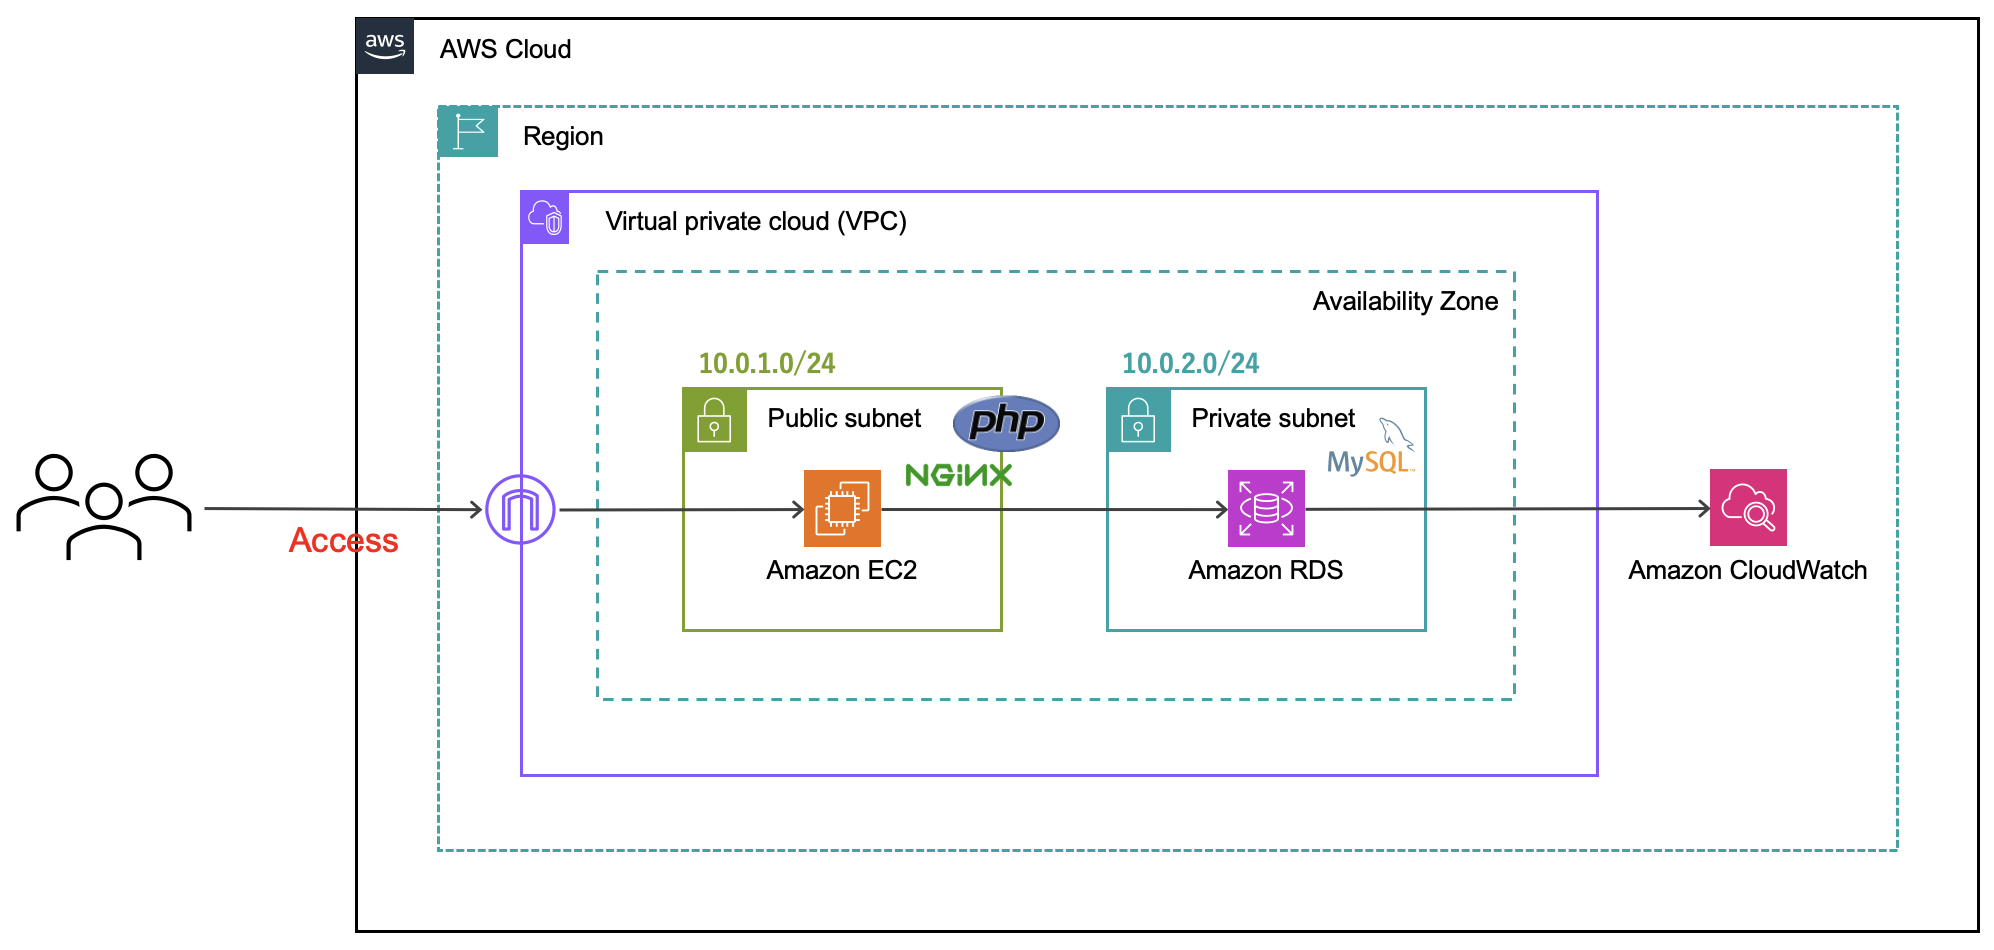 aws
AWS Cloud
Region
Virtual private cloud (VPC)
Availability Zone
10.0.1.0/24
10.0.2.0/24
Public subnet
php
Private subnet
MySQL
NGINX
Access
Amazon EC2
Amazon RDS
Amazon CloudWatch